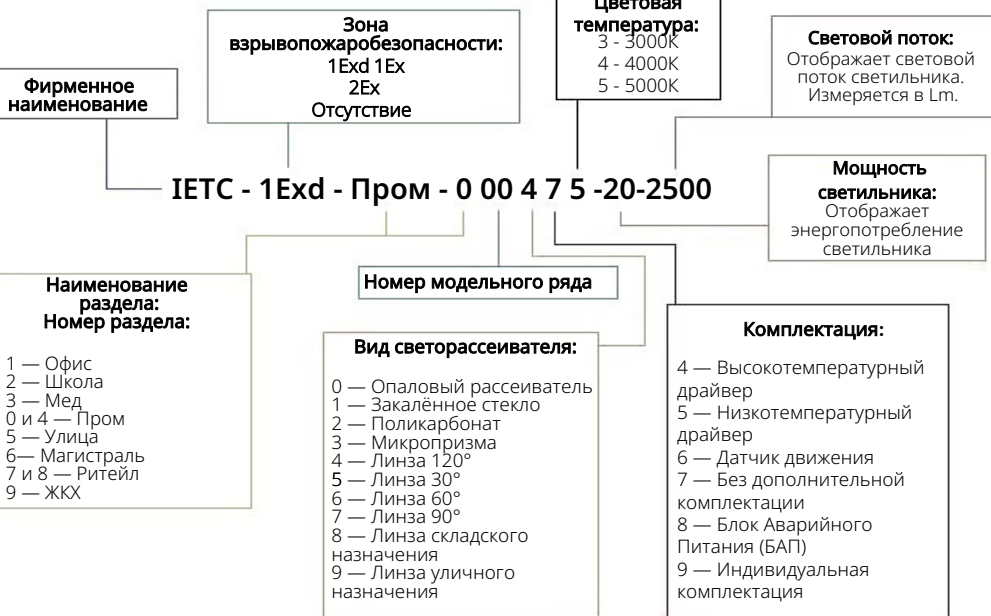 Цветовая
температура:
3 - 3000К
4 - 4000К
5 - 5000К
Зона
взрывопожаробезопасности:
1Exd 1Ex
2Ex
Отсутствие
Световой поток:
Отображает световой
поток светильника.
Измеряется в Lm.
Фирменное
наименование
IETC - 1Exd - Пром - 0 00 4 7 5 -20-2500
Мощность
светильника:
Отображает
энергопотребление
светильника
Наименование
раздела:
Номер раздела:
1 — Офис
2 — Школа
3 — Мед
0 и 4 — Пром
5 — Улица
6— Магистраль
7 и 8 — Ритейл
9 — ЖКХ
Номер модельного ряда
Вид светорассеивателя:
0 — Опаловый рассеиватель
1 — Закалённое стекло
2 — Поликарбонат
3 — Микропризма
4 — Линза 120°
5 — Линза 30°
6 — Линза 60°
7 — Линза 90°
8 — Линза складского
назначения
9 — Линза уличного
назначения
Комплектация:
4 — Высокотемпературный
драйвер
5 — Низкотемпературный
драйвер
6 — Датчик движения
7 — Без дополнительной
комплектации
8 — Блок Аварийного
Питания (БАП)
9 — Индивидуальная
комплектация